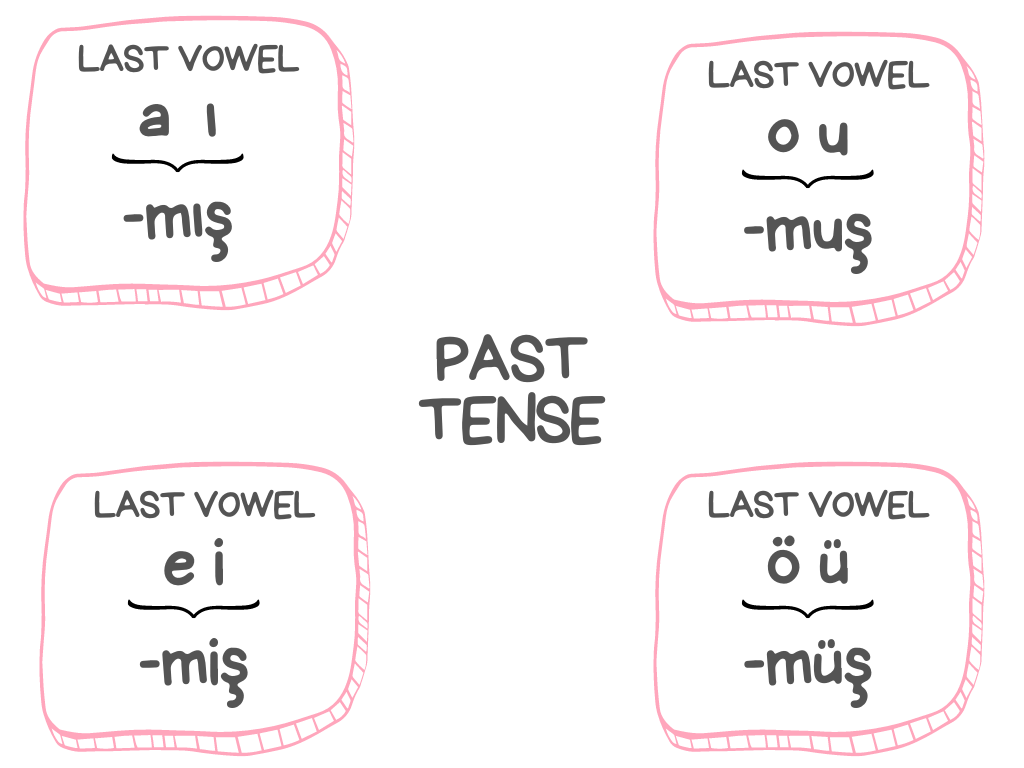 LAST VOWEL
a ı
-mış
LAST VOWEL
o u
-muş
PAST
TENSE
LAST VOWEL
e i
-miş
LAST VOWEL
ö ü
-müş